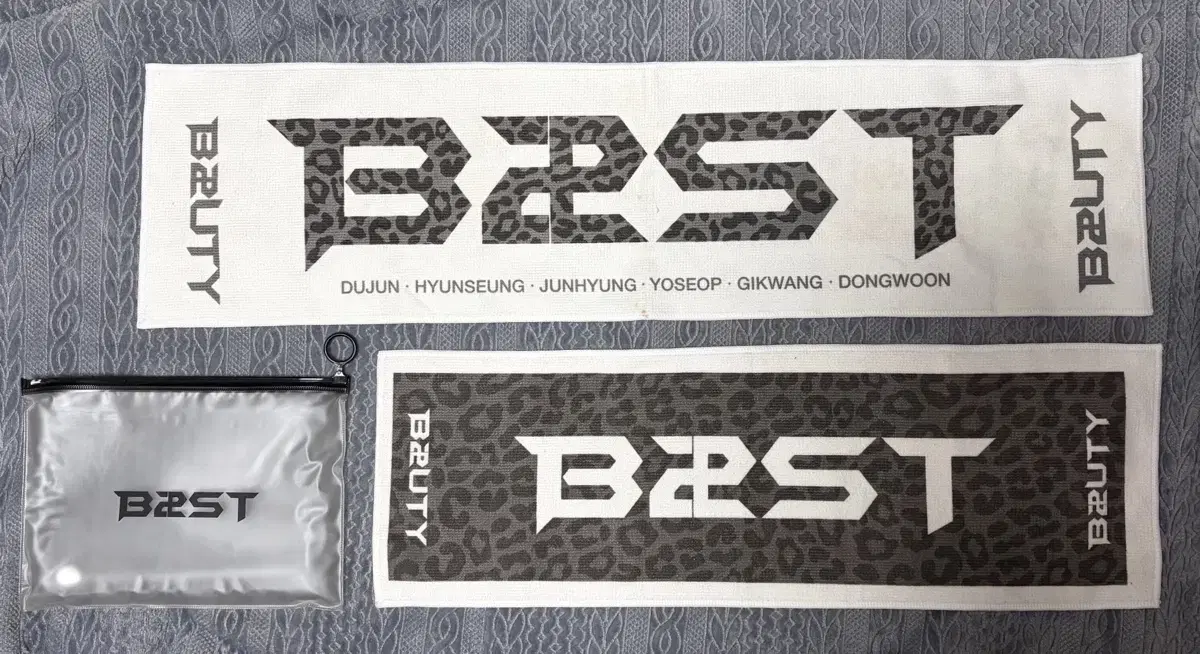 B2ST
B2UTY
B2UTY
DUJUN · HYUNSEUNG · JUNHYUNG · YOSEOP · GIKWANG · DONGWOON
B2ST
B2UTY
B2ST
B2UTY